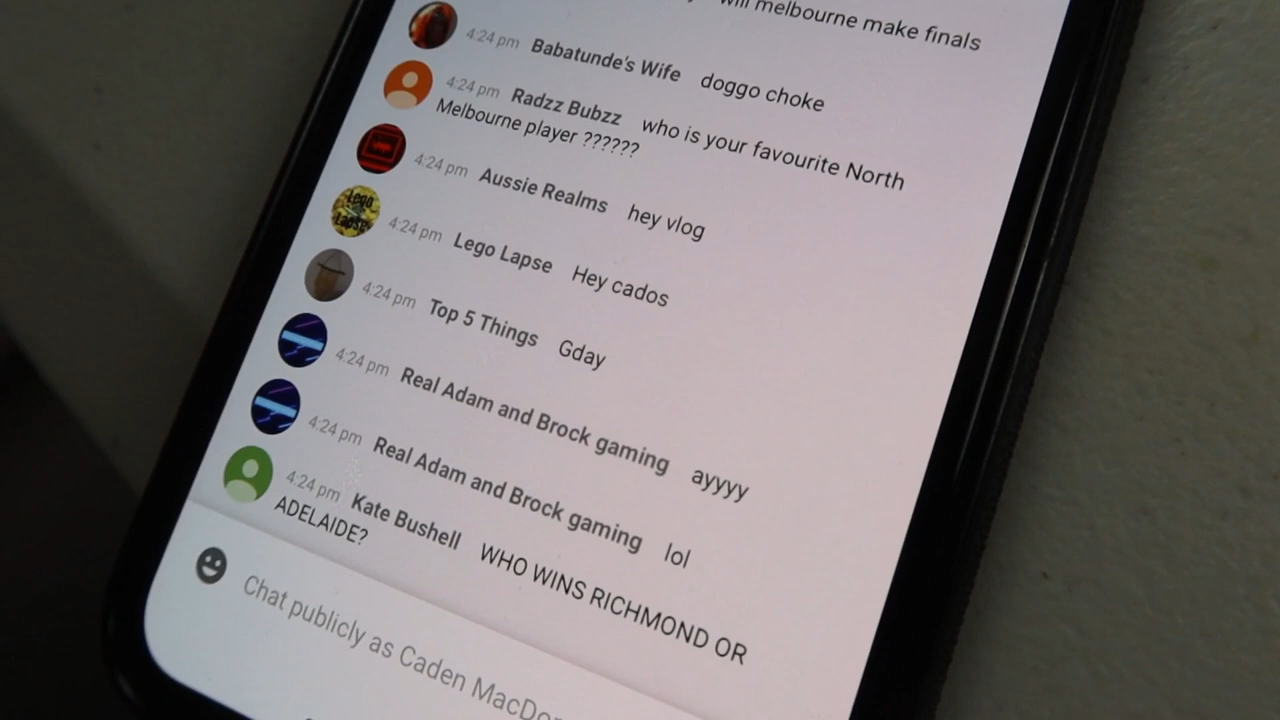 will melbourne make finals
4:24 pm Babatunde's Wife doggo choke
4:24 pm Radzz Bubzz who is your favourite North
Melbourne player ??????
4:24 pm Aussie Realms hey vlog
Lego
Lapse
4:24 pm Lego Lapse Hey cados
4:24 pm Top 5 Things Gday
4:24 pm Real Adam and Brock gaming ayyyy
4:24 pm Real Adam and Brock gaming lol
4:24 pm Kate Bushell WHO WINS RICHMOND OR
ADELAIDE?
Chat publicly as Caden